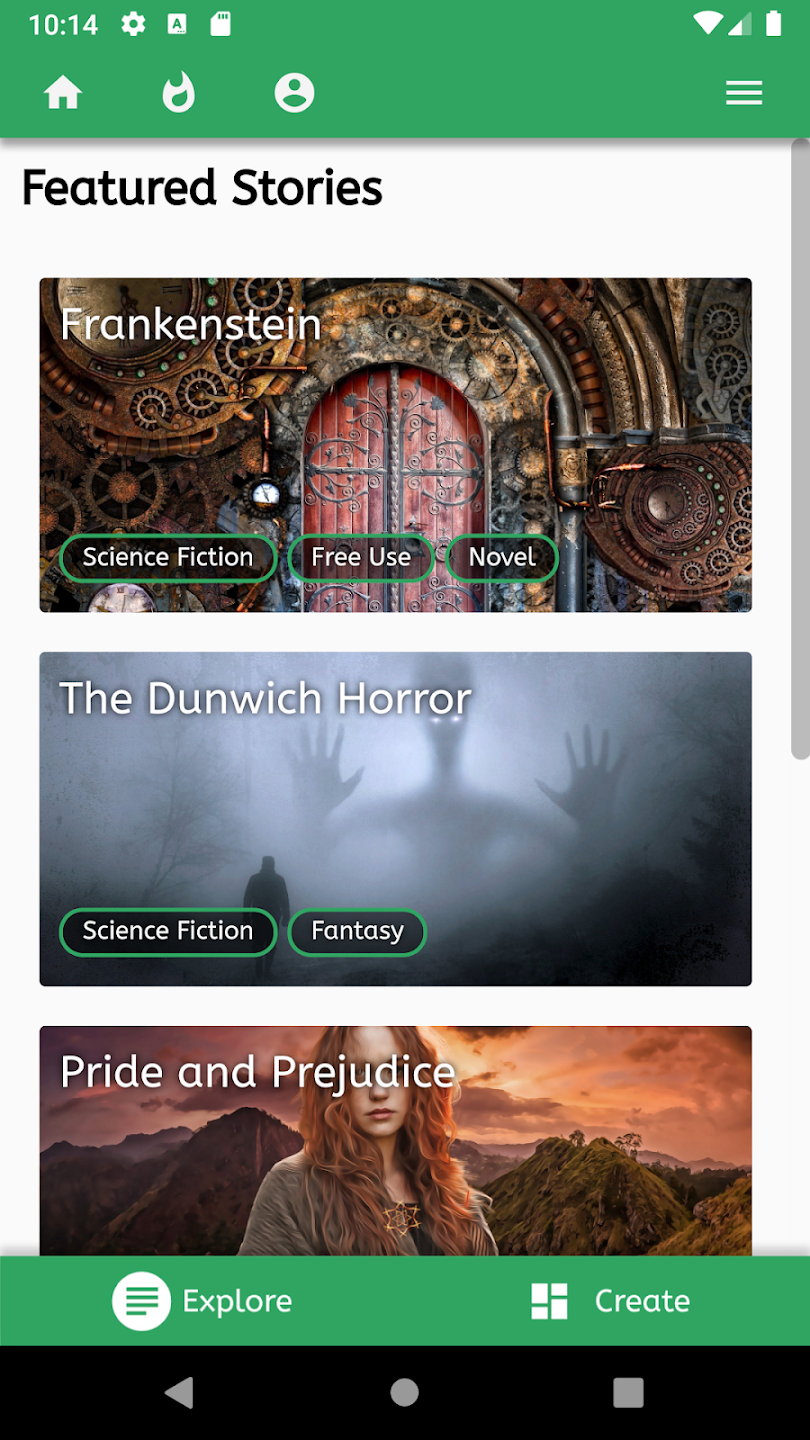 10:14
Featured Stories
Frankenstein
Science Fiction Free Use Novel
The Dunwich Horror
Science Fiction Fantasy
Pride and Prejudice
Explore Create